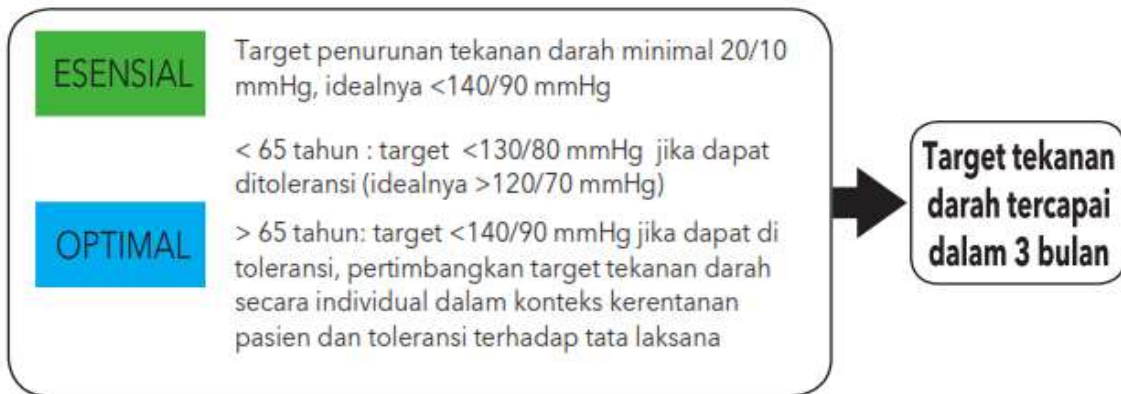 ESENSIAL
Target penurunan tekanan darah minimal 20/10
mmHg, idealnya <140/90 mmHg
< 65 tahun : target <130/80 mmHg jika dapat
ditoleransi (idealnya >120/70 mmHg)
OPTIMAL
> 65 tahun: target <140/90 mmHg jika dapat di
toleransi, pertimbangkan target tekanan darah
secara individual dalam konteks kerentanan
pasien dan toleransi terhadap tata laksana
Target tekanan
darah tercapai
dalam 3 bulan